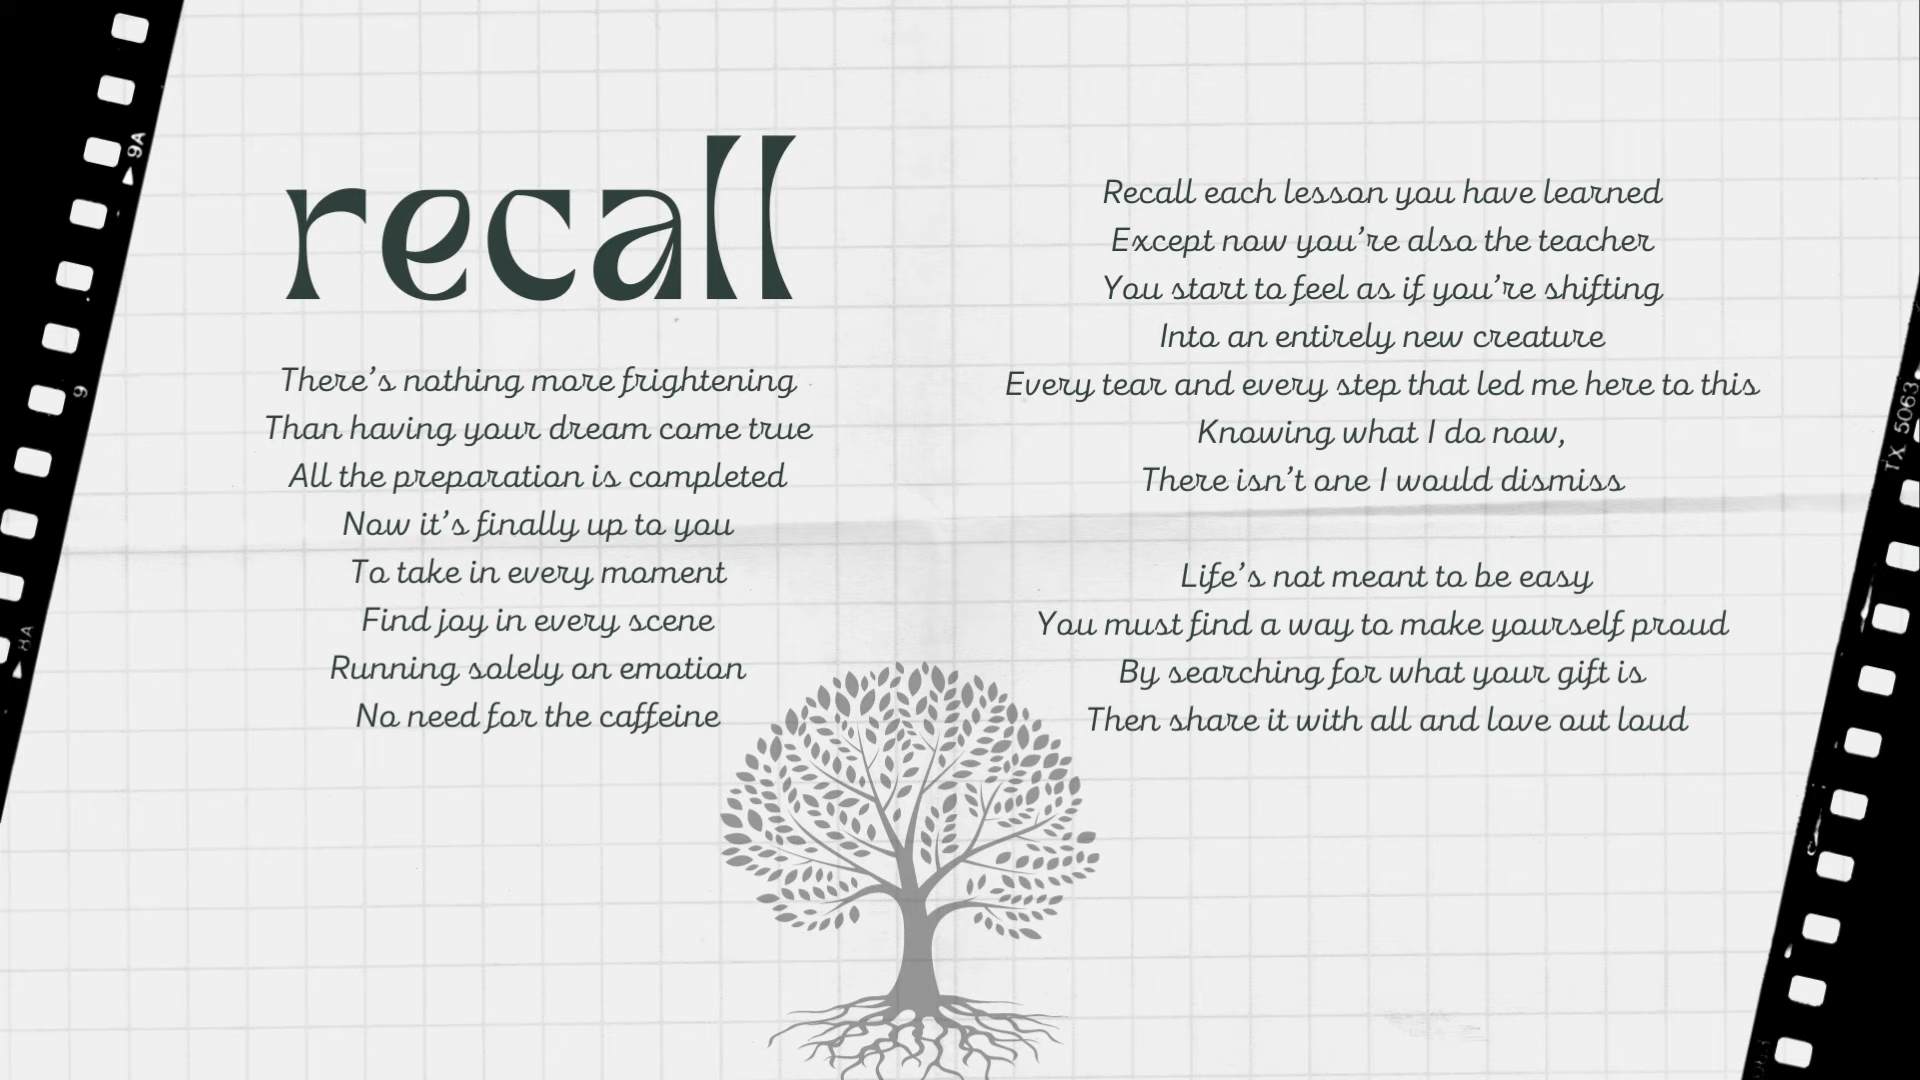 recall
There’s nothing more frightening
Than having your dream come true
All the preparation is completed
Now it’s finally up to you
To take in every moment
Find joy in every scene
Running solely on emotion
No need for the caffeine
Recall each lesson you have learned
Except now you’re also the teacher
You start to feel as if you’re shifting
Into an entirely new creature
Every tear and every step that led me here to this
Knowing what I do now,
There isn’t one I would dismiss
Life’s not meant to be easy
You must find a way to make yourself proud
By searching for what your gift is
Then share it with all and love out loud
9A
9
8A
TX 5063